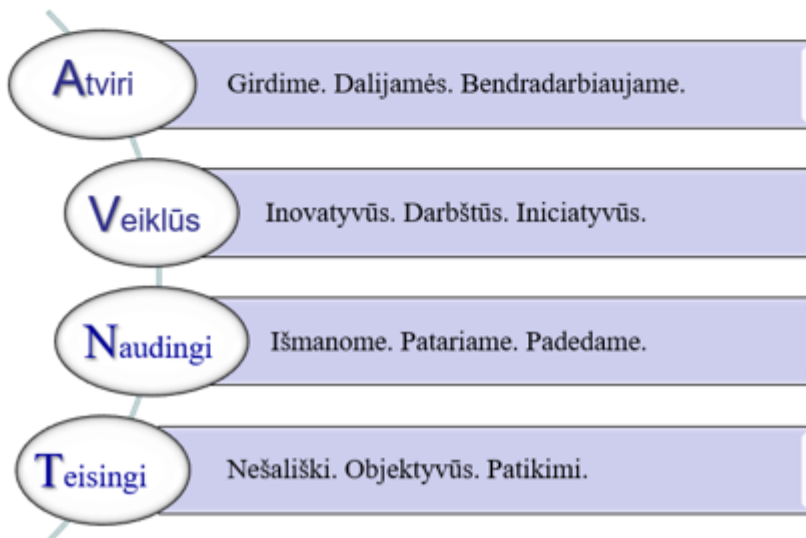 Atviri
Girdime. Dalijamės. Bendradarbiaujame.
Veiklūs
Inovatyvūs. Darbštūs. Iniciatyvūs.
Naudingi
Išmanome. Patariame. Padedame.
Teisingi
Nešališki. Objektyvūs. Patikimi.